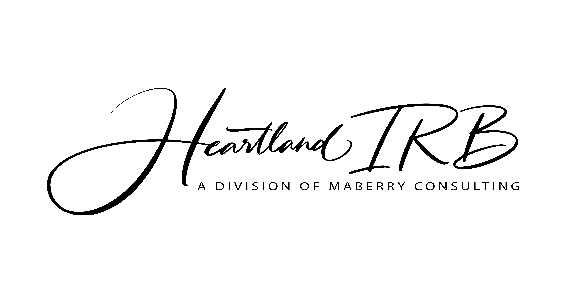 Heartland IRB
A DIVISION OF MABERRY CONSULTING